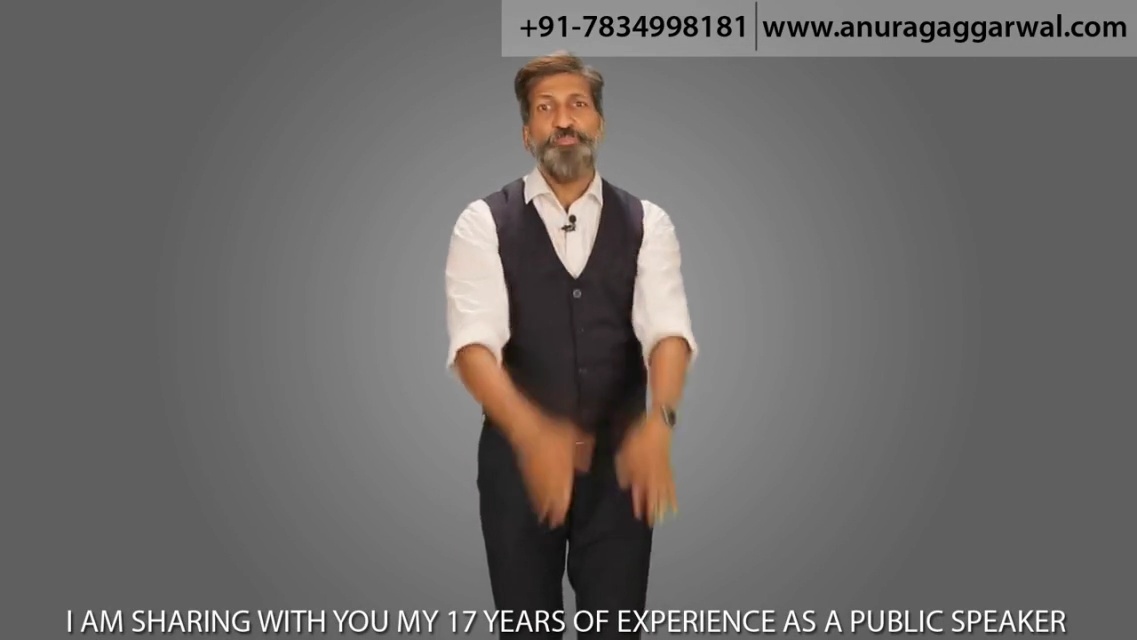 +91-7834998181 | www.anuragaggarwal.com
I AM SHARING WITH YOU MY 17 YEARS OF EXPERIENCE AS A PUBLIC SPEAKER